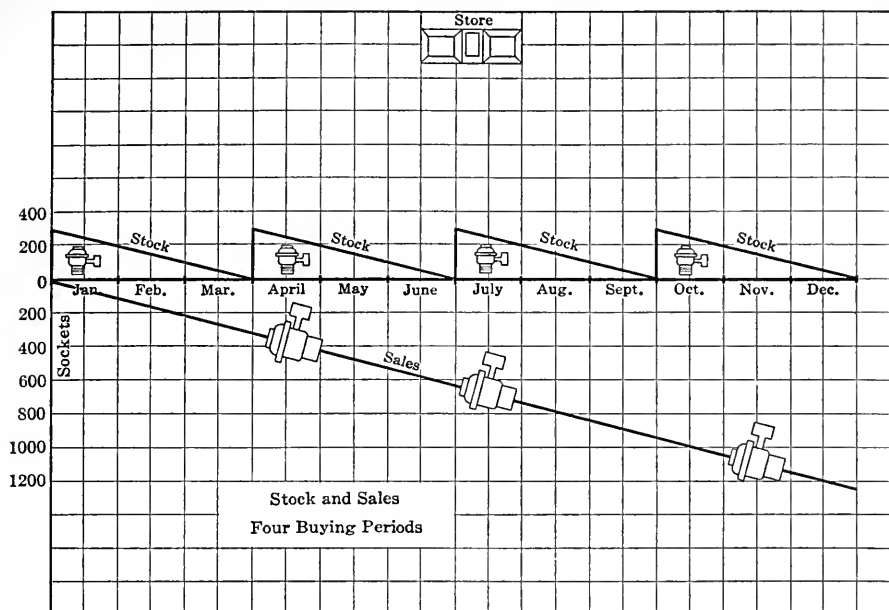 Store
400
200
0
Stock
Stock
Stock
Stock
Jan. Feb. Mar. April May June July Aug. Sept. Oct. Nov. Dec.
200
400
600
800
1000
1200
Sockets
Sales
Stock and Sales
Four Buying Periods